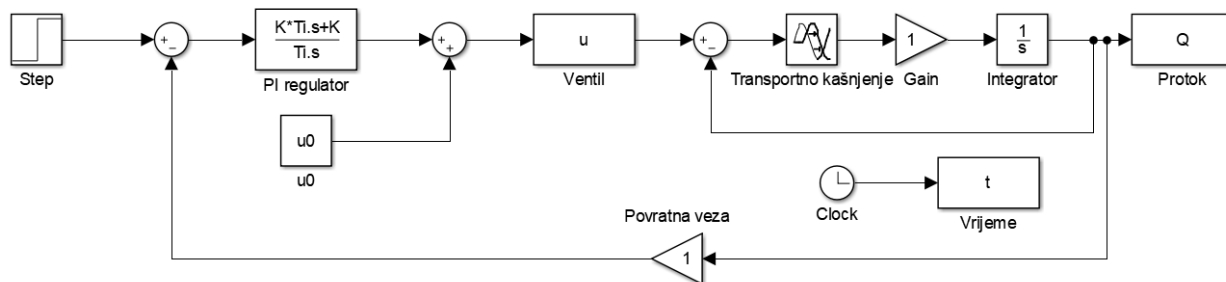 Step
+
−
K*Ti.s+K
Ti.s
PI regulator
+
+
u
Ventil
+
−
Transportno kašnjenje
1
Gain
1
s
Integrator
Q
Protok
u0
u0
Clock
t
Vrijeme
Povratna veza
1